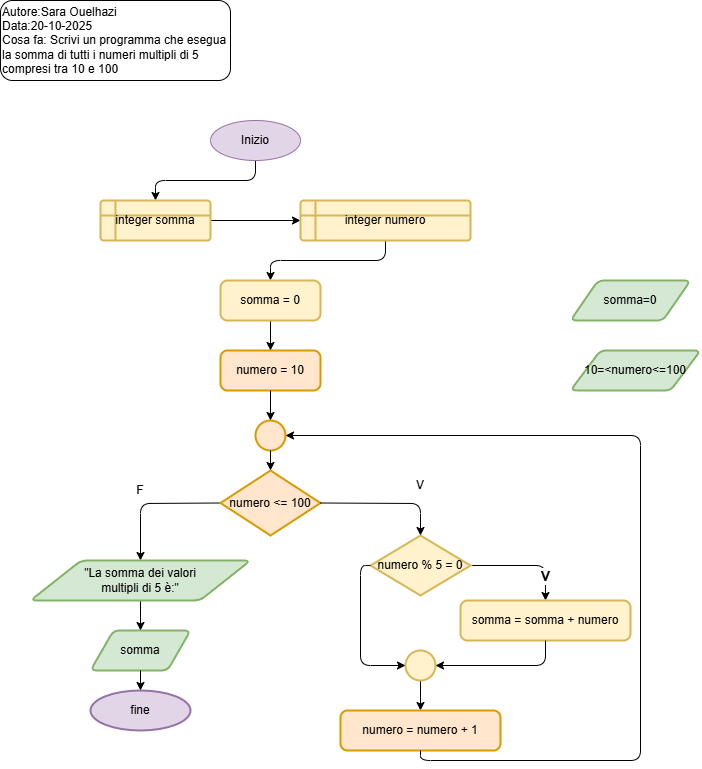 Autore:Sara Ouelhazi
Data:20-10-2025
Cosa fa: Scrivi un programma che esegua
la somma di tutti i numeri multipli di 5
compresi tra 10 e 100
Inizio
integer somma
integer numero
somma = 0
somma=0
numero = 10
10=<numero<=100
F
V
numero <= 100
"La somma dei valori
multipli di 5 è:"
numero % 5 = 0
V
somma = somma + numero
somma
fine
numero = numero + 1